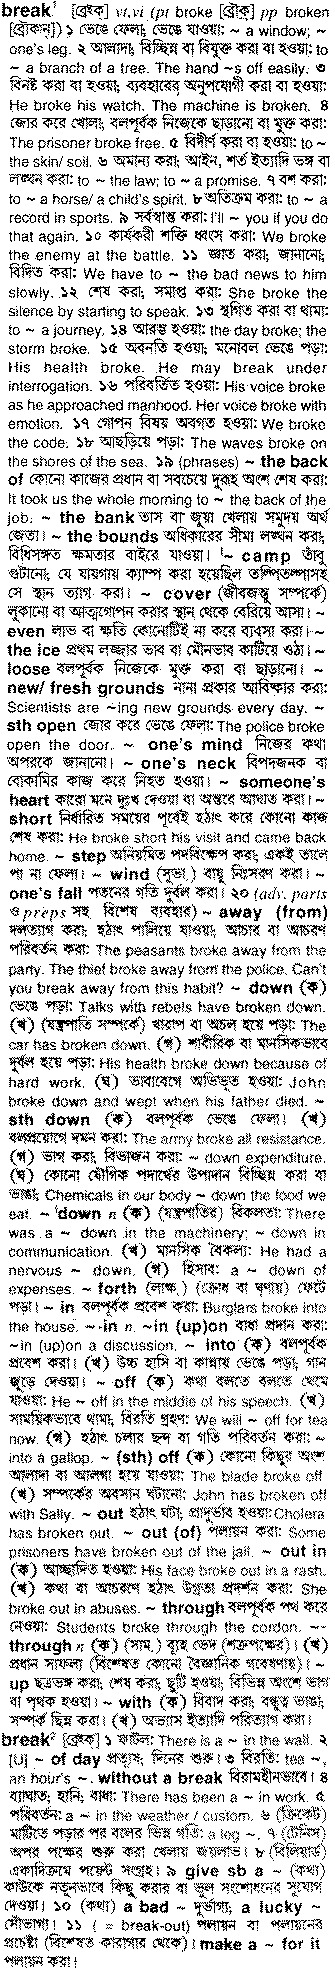 break¹ [ব্রেইক্] vt,vi (pt broke [ব্রৌক্] pp broken
[ব্রৌকান্]) ১ ভেঙে ফেলা; ভেঙে যাওয়া: ~ a window; ~
one's leg. ২ আলাদা, বিচ্ছিন্ন বা বিযুক্ত করা বা হওয়া: to
~ a branch of a tree. The hand ~s off easily. ৩
বিনষ্ট করা বা হওয়া, ব্যবহারের অনুপযোগী করা বা হওয়া:
He broke his watch. The machine is broken. ৪
জোর করে খোলা; বলপূর্বক নিজেকে ছাড়ানো বা মুক্ত করা:
The prisoner broke free. ৫ বিদীর্ণ করা বা হওয়া: to ~
the skin/ soil. ৬ অমান্য করা; আইন, শর্ত ইত্যাদি ভঙ্গ বা
লঙ্ঘন করা: to ~ the law; to ~ a promise. ৭ বশ করা:
to ~ a horse/ a child's spirit. ৮ অতিক্রম করা: to ~ a
record in sports. ৯ সর্বস্বান্ত করা: I'll ~ you if you do
that again. ১০ কার্যকরী শক্তি ধ্বংস করা: We broke
the enemy at the battle. ১১ জ্ঞাত করা; জানানো;
বিদিত করা: We have to ~ the bad news to him
slowly. ১২ শেষ করা; সমাপ্ত করা: She broke the
silence by starting to speak. ১৩ স্থগিত করা বা থামা:
to ~ a journey. ১৪ আরম্ভ হওয়া: the day broke; the
storm broke. ১৫ অবনতি হওয়া; মনোবল ভেঙে পড়া:
His health broke. He may break under
interrogation. ১৬ পরিবর্তিত হওয়া: His voice broke
as he approached manhood. Her voice broke with
emotion. ১৭ গোপন বিষয় অবগত হওয়া: We broke
the code. ১৮ আছড়িয়ে পড়া: The waves broke on
the shores of the sea. ১৯ (phrases) ~ the back
of কোনো কাজের প্রধান বা সবচেয়ে দুরূহ অংশ শেষ করা:
It took us the whole morning to ~ the back of the
job. ~ the bank তাস বা জুয়া খেলায় সমুদয় অর্থ
জেতা। ~ the bounds অধিকারের সীমা লঙ্ঘন করা;
বিধিসঙ্গত ক্ষমতার বাইরে যাওয়া। ~ camp তাঁবু
গুটানো; যে যায়গায় ক্যাম্প করা হয়েছিল তল্পিতল্পাসহ
সে স্থান ত্যাগ করা। ~ cover (জীবজন্তু সম্পর্কে)
লুকানো বা আত্মগোপন করার স্থান থেকে বেরিয়ে আসা। ~
even লাভ বা ক্ষতি কোনোটিই না করে ব্যবসা করা। ~
the ice প্রথম লজ্জার ভাব বা মৌনভাব কাটিয়ে ওঠা। ~
loose বলপূর্বক নিজেকে মুক্ত করা বা ছাড়ানো। ~
new/ fresh grounds নানা প্রকার আবিষ্কার করা:
Scientists are ~ing new grounds every day. ~
sth open জোর করে ভেঙে ফেলা: The police broke
open the door. ~ one's mind নিজের কথা
অপরকে জানানো। ~ one's neck বিপদজনক বা
বোকামির কাজ করে নিহত হওয়া। ~ someone's
heart কারো মনে দুঃখ দেওয়া বা অন্তরে আঘাত করা। ~
short নির্ধারিত সময়ের পূর্বেই হঠাৎ করে কোনো কাজ
শেষ করা: He broke short his visit and came back
home. ~ step অনিয়মিত পদবিক্ষেপ করা; একই তালে
পা না ফেলা। ~ wind (সুভা.) বায়ু নিঃসরণ করা। ~
one's fall পতনের গতি দুর্বল করা। ২০ (adv. parts
ও preps সহ বিশেষ ব্যবহার) ~ away (from)
দলত্যাগ করা; হঠাৎ পালিয়ে যাওয়া; আচার বা আচরণ
পরিবর্তন করা: The peasants broke away from the
party. The thief broke away from the police. Can't
you break away from this habit? ~ down (ক)
ভেঙে পড়া: Talks with rebels have broken down.
(খ) (যন্ত্রপাতি সম্পর্কে) খারাপ বা অচল হয়ে পড়া: The
car has broken down. (গ) শারীরিক বা মানসিকভাবে
দুর্বল হয়ে পড়া: His health broke down because of
hard work. (ঘ) ভাবাবেগে অভিভূত হওয়া: John
broke down and wept when his father died. ~
sth down (ক) বলপূর্বক ভেঙে ফেলা। (খ)
বলপ্রয়োগে দমন করা: The army broke all resistance.
(গ) ভাগ করা, বিভাজন করা: ~ down expenditure.
(ঘ) কোনো যৌগিক পদার্থের উপাদান বিচ্ছিন্ন করা বা
ভাঙা: Chemicals in our body ~ down the food we
eat. ~ ˈdown n (ক) (যন্ত্রপাতির) বিকলতা: There
was a ~ down in the machinery; ~ down in
communication. (খ) মানসিক বৈকল্য: He had a
nervous ~ down. (গ) হিসাব: a ~ down of
expenses. ~ forth (লাক্ষ.) (ক্রোধ বা ঘৃণায়) ফেটে
পড়া। ~ in বলপূর্বক প্রবেশ করা: Burglars broke into
the house. ~-in n. ~in (up)on বাধা প্রদান করা:
~in (up)on a discussion. ~ into (ক) বলপূর্বক
প্রবেশ করা। (খ) উচ্চ হাসি বা কান্নায় ভেঙে পড়া; গান
জুড়ে দেওয়া। ~ off (ক) কথা বলতে বলতে থেমে
যাওয়া: He ~ off in the middle of his speech. (খ)
সাময়িকভাবে থামা, বিরতি গ্রহণ: We will ~ off for tea
now. (গ) হঠাৎ চলার ছন্দ বা গতি পরিবর্তন করা: ~
into a gallop. ~ (sth) off (ক) কোনো কিছুর অংশ
আলাদা বা আলগা হয়ে যাওয়া: The blade broke off.
(খ) সম্পর্কের অবসান ঘটানো: John has broken off
with Sally. ~ out হঠাৎ ঘটা, প্রাদুর্ভাব হওয়া: Cholera
has broken out. ~ out (of) পলায়ন করা: Some
prisoners have broken out of the jail. ~ out in
(ক) আচ্ছাদিত হওয়া: His face broke out in a rash.
(খ) কথা বা আচরণে হঠাৎ উগ্রতা প্রদর্শন করা: She
broke out in abuses. ~ through বলপূর্বক পথ করে
নেওয়া: Students broke through the cordon. ~-
through n (ক) (সাম.) ব্যূহ ভেদ (শত্রুপক্ষের)। (খ)
প্রধান সাফল্য (বিশেষত কোনো বৈজ্ঞানিক গবেষণায়)। ~
up ছত্রভঙ্গ করা; শেষ করা; ছুটি হওয়া; বিভিন্ন অংশে ভাগ
বা পৃথক হওয়া। ~ with (ক) বিবাদ করা, বন্ধুত্ব ভাঙা;
সম্পর্ক ছিন্ন করা। (খ) অভ্যাস ইত্যাদি পরিত্যাগ করা।
break² [ব্রেইক্] ১ ফাটল: There is a ~ in the wall. ২
[U] ~ of day প্রত্যূষ; দিনের শুরু। ৩ বিরতি: tea ~,
an hour's ~. without a break বিরামহীনভাবে। ৪
ব্যাঘাত; হানি; বাধা: There has been a ~ in work. ৫
পরিবর্তন: a ~ in the weather / custom. ৬ (ক্রিকেট)
মাটিতে পড়ার পর বলের ভিন্ন গতি: a leg ~. ৭ (টেনিস)
অপর পক্ষের শুরু করা খেলায় জয়লাভ। ৮ (বিলিয়ার্ড)
একাদিক্রমে পয়েন্ট সংগ্রহ। ৯ give sb a ~ (কথ্য)
কাউকে নতুনভাবে কিছু করার বা ভুল সংশোধনের সুযোগ
দেওয়া। ১০ (কথ্য) a bad ~ দুর্ভাগ্য, a lucky ~
সৌভাগ্য। ১১ ( = break-out) পলায়ন বা পলায়নের
প্রচেষ্টা (বিশেষত কারাগার থেকে)। make a ~ for it
পলায়ন করা।